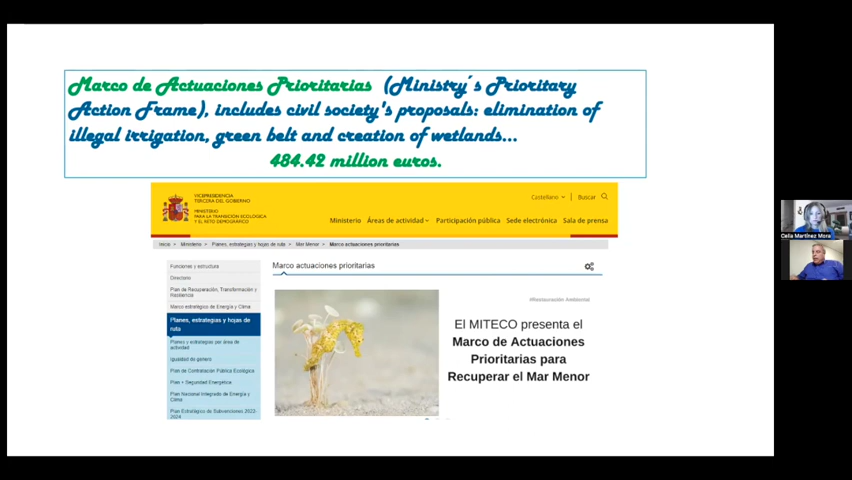 Marco de Actuaciones Prioritarias (Ministry´s Prioritary
Action Frame), includes civil society's proposals: elimination of
illegal irrigation, green belt and creation of wetlands...
484.42 million euros.
VICEPRESIDENCIA
TERCERA DEL GOBIERNO
MINISTERIO
PARA LA TRANSICIÓN ECOLÓGICA
Y EL RETO DEMOGRÁFICO
Castellano
Buscar
Ministerio Áreas de actividad Participación pública Sede electrónica Sala de prensa
Inicio > Ministerio > Planes, estrategias y hojas de ruta > Mar Menor > Marco actuaciones prioritarias
Funciones y estructura
Directorio
Plan de Recuperación, Transformación y
Resiliencia
Marco estratégico de Energía y Clima
Planes, estrategias y hojas de
ruta
Planes y estrategias por área de
actividad
Igualdad de género
Plan de Contratación Pública Ecológica
Plan + Seguridad Energética
Plan Nacional Integrado de Energía y
Clima
Plan Estratégico de Subvenciones 2022-
2024
Marco actuaciones prioritarias
#Restauración Ambiental
El MITECO presenta el
Marco de Actuaciones
Prioritarias para
Recuperar el Mar Menor
Celia Martínez Mora